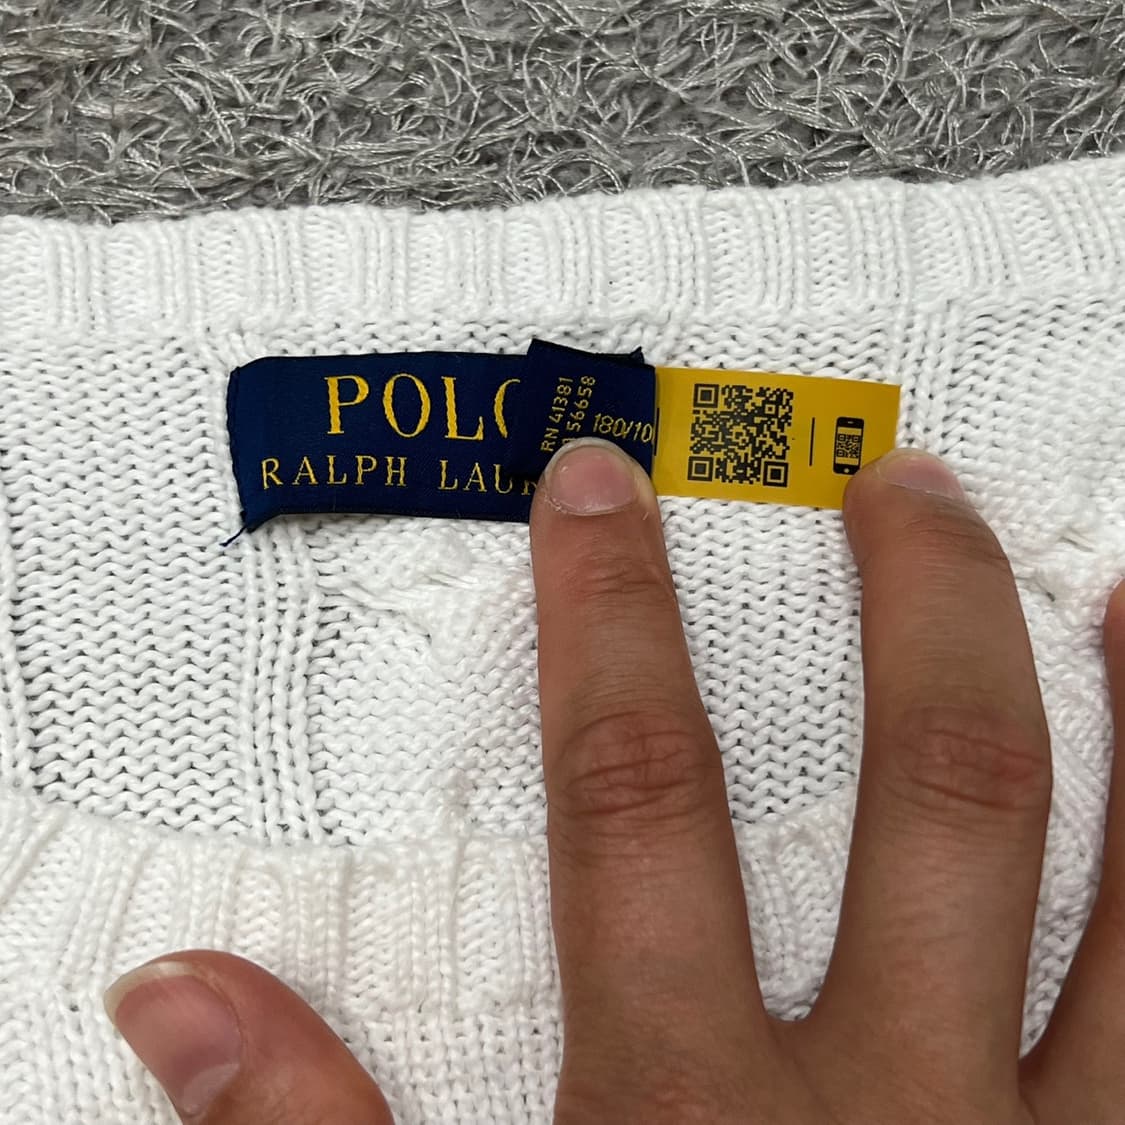 POLO
RALPH LAU
RN 41381
56658
180/10